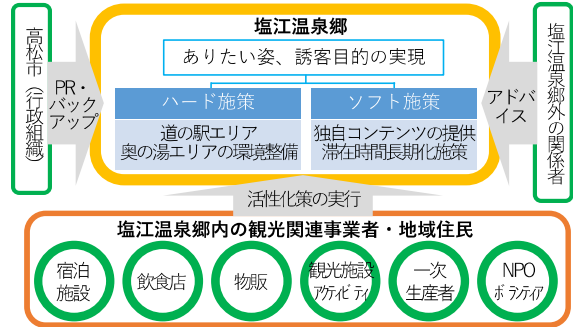 塩江温泉郷
ありたい姿、誘客目的の実現
ハード施策
道の駅エリア
奥の湯エリアの環境整備
ソフト施策
独自コンテンツの提供
滞在時間長期化施策
高松市（行政組織）
PR・
バック
アップ
塩江温泉郷外の関係者
アドバ
イス
活性化策の実行
塩江温泉郷内の観光関連事業者・地域住民
宿泊
施設
飲食店
物販
観光施設
ｱｸﾃｨﾋﾞﾃｨ
一次
生産者
NPO
ﾎﾞﾗﾝﾃｨｱ